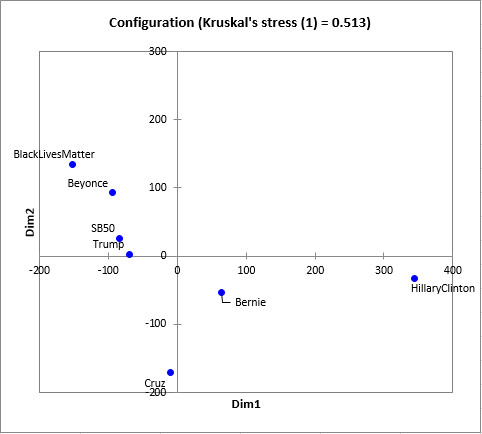 Configuration (Kruskal's stress (1) = 0.513)
300
200
BlackLivesMatter
Beyonce
100
Dim2
SB50
Trump
0
-200
-100
0
100
200
300
400
HillaryClinton
Bernie
-100
Cruz
-200
Dim1